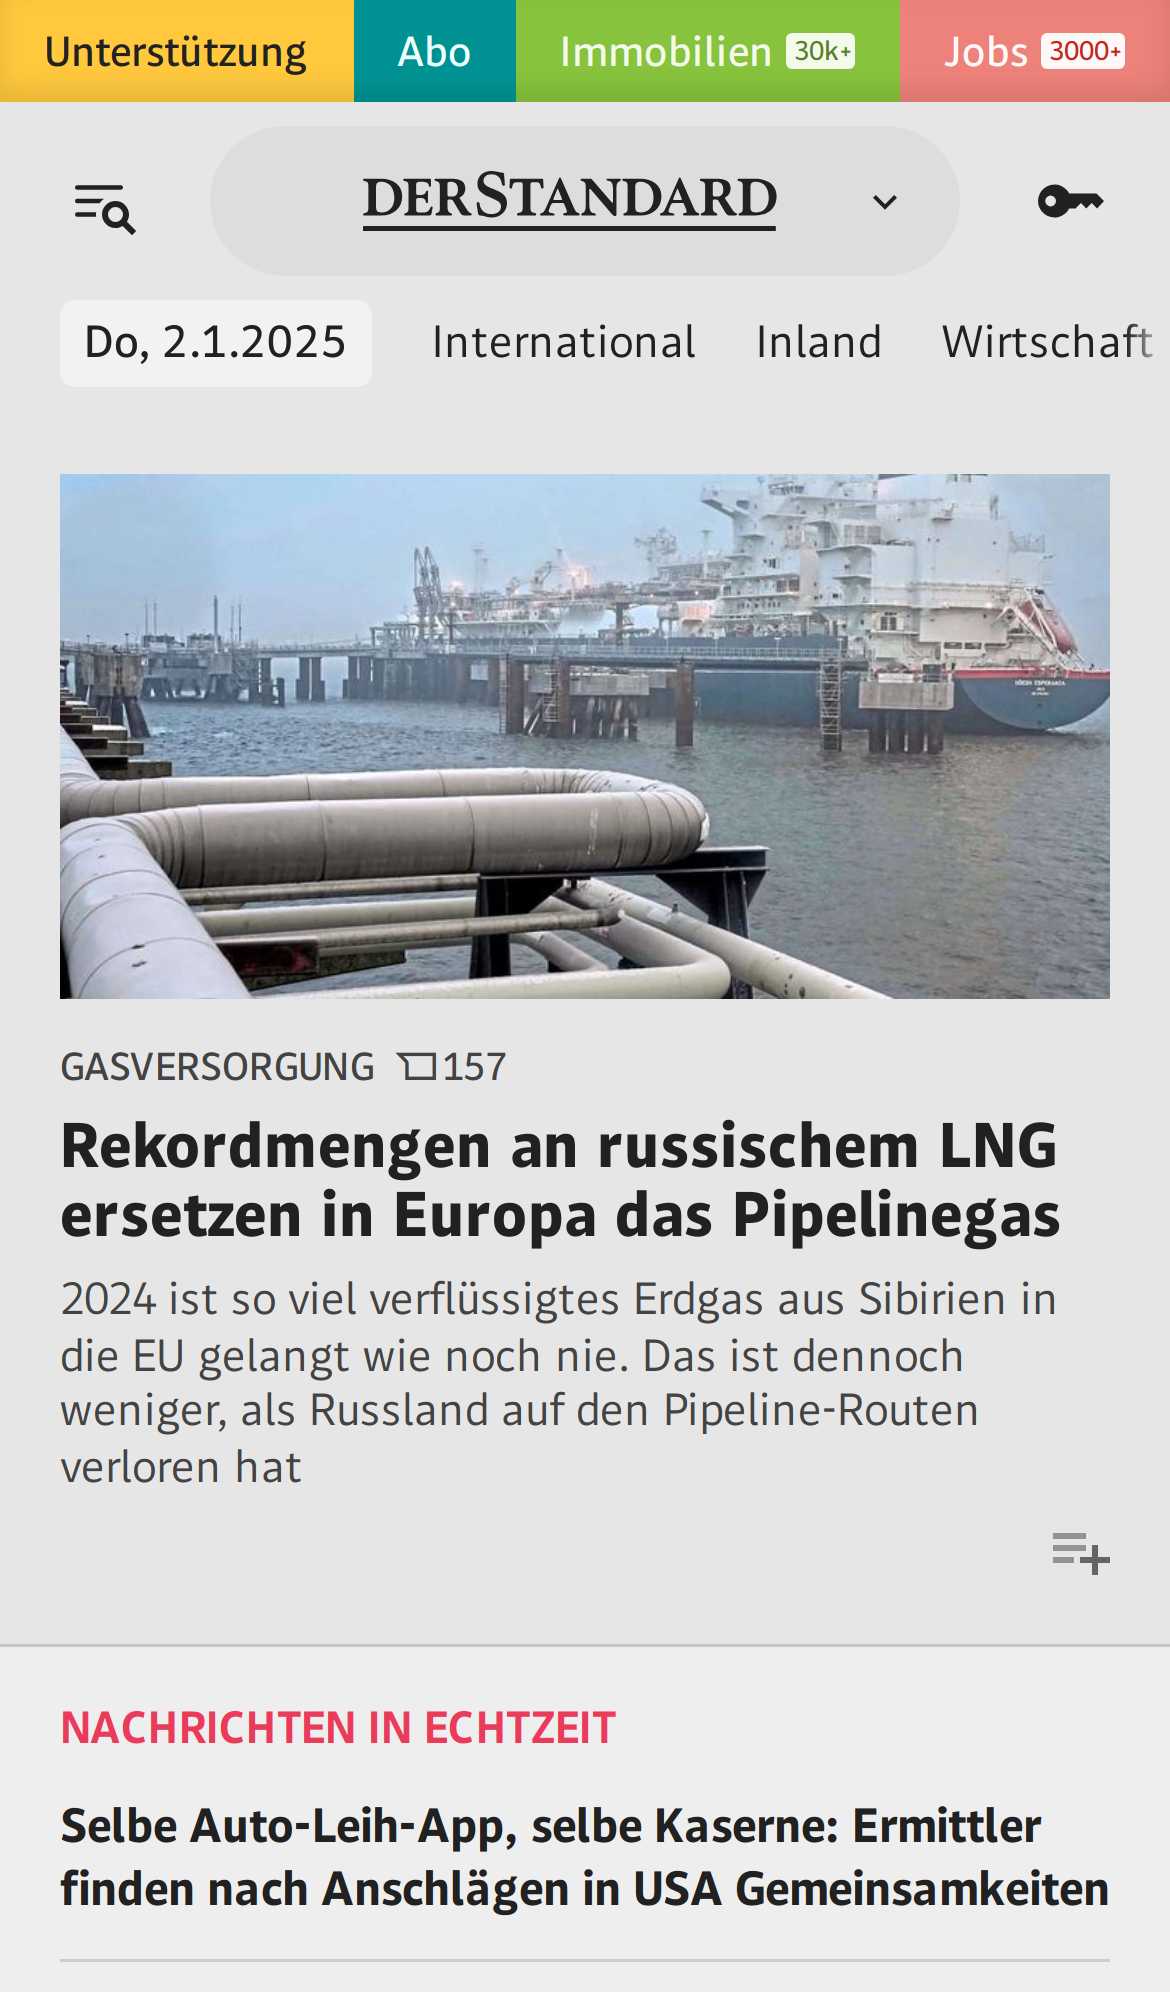 Unterstützung Abo Immobilien 30k+ Jobs 3000+
DERSTANDARD
Do, 2.1.2025 International Inland Wirtschaft
HÖEGH ESPERANZA
GASVERSORGUNG 157
Rekordmengen an russischem LNG
ersetzen in Europa das Pipelinegas
2024 ist so viel verflüssigtes Erdgas aus Sibirien in
die EU gelangt wie noch nie. Das ist dennoch
weniger, als Russland auf den Pipeline-Routen
verloren hat
NACHRICHTEN IN ECHTZEIT
Selbe Auto-Leih-App, selbe Kaserne: Ermittler
finden nach Anschlägen in USA Gemeinsamkeiten